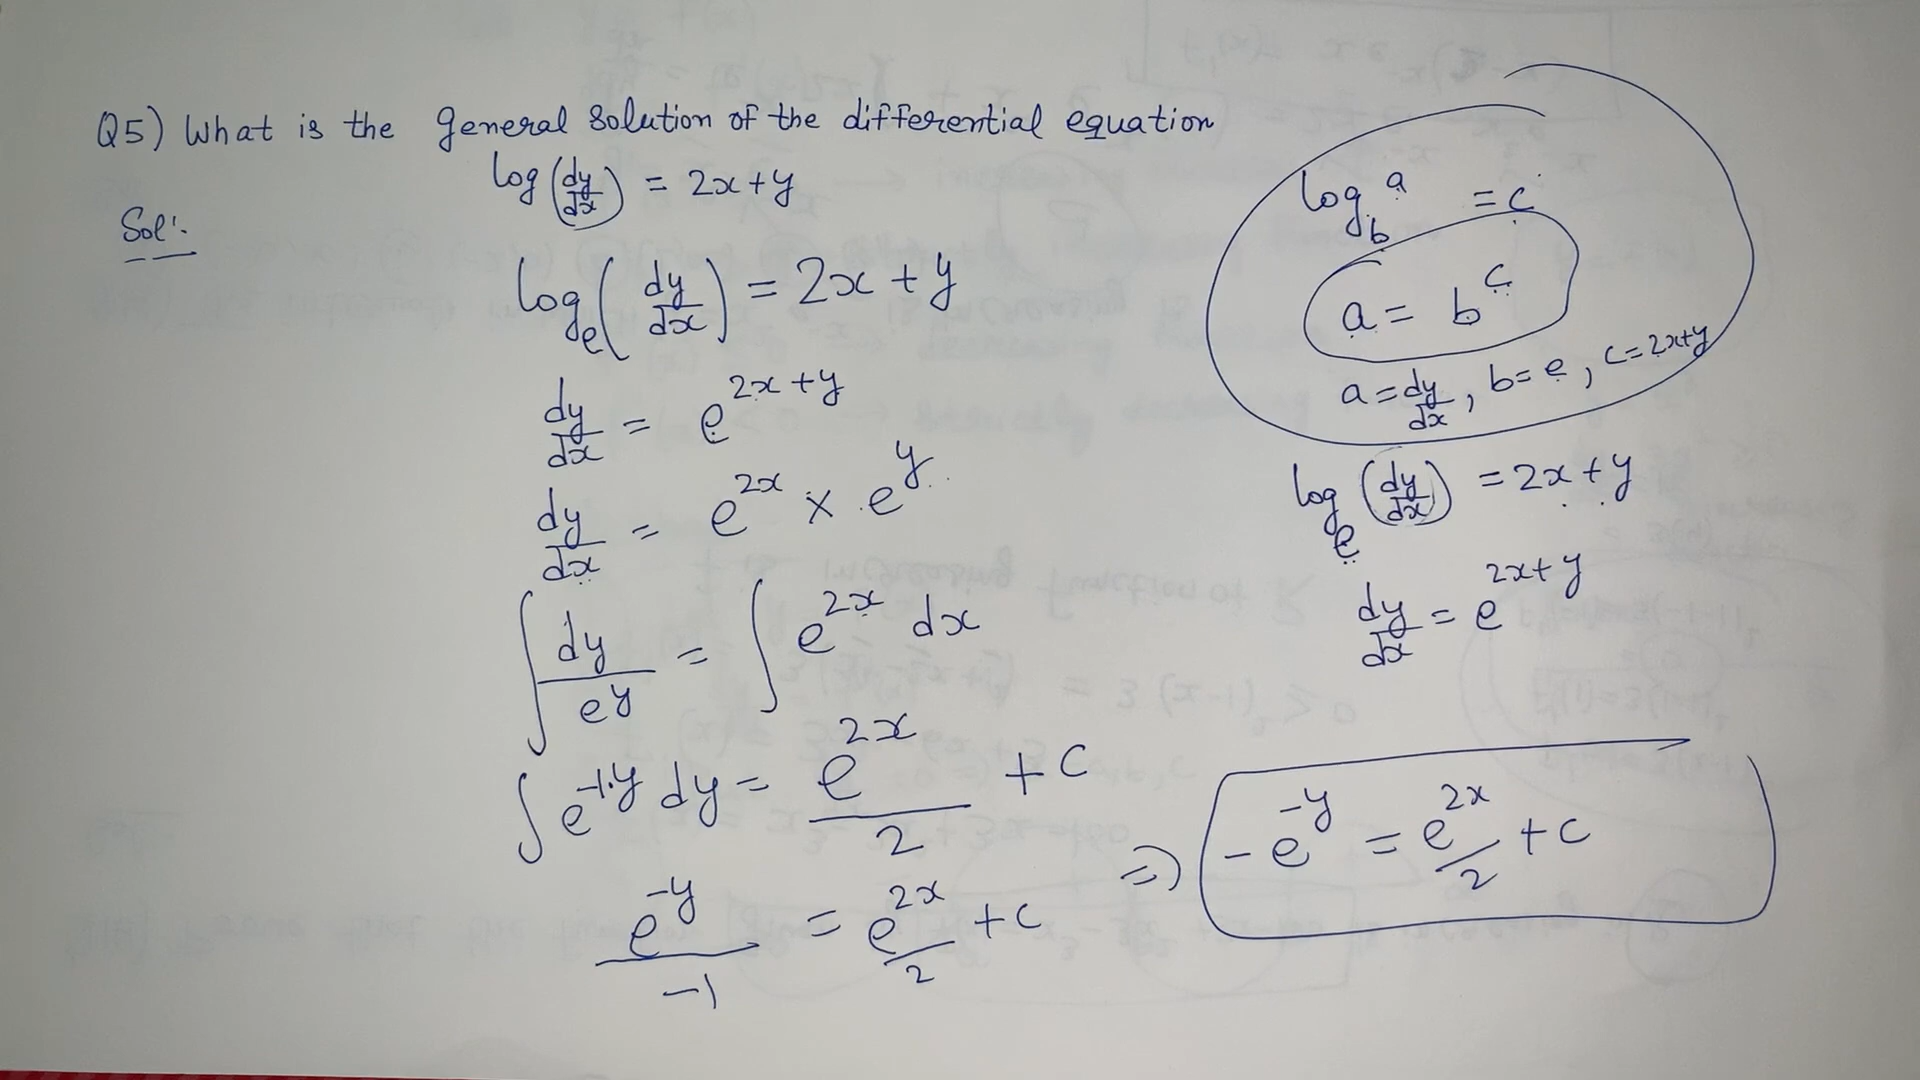 Q5) What is the general solution of the differential equation
log (dy/dx) = 2x+y
Sol:
log_e (dy/dx) = 2x + y
dy/dx = e^(2x+y)
dy/dx = e^(2x) × e^y
∫ dy/e^y = ∫ e^(2x) dx
∫ e^(-1.y) dy = e^(2x)/2 + c
e^(-y)/-1 = e^(2x)/2 + c
log_b a = c
a = b^c
a = dy/dx, b = e, c = 2x+y
log_e (dy/dx) = 2x + y
dy/dx = e^(2x+y)
⇒ -e^(-y) = e^(2x)/2 + c